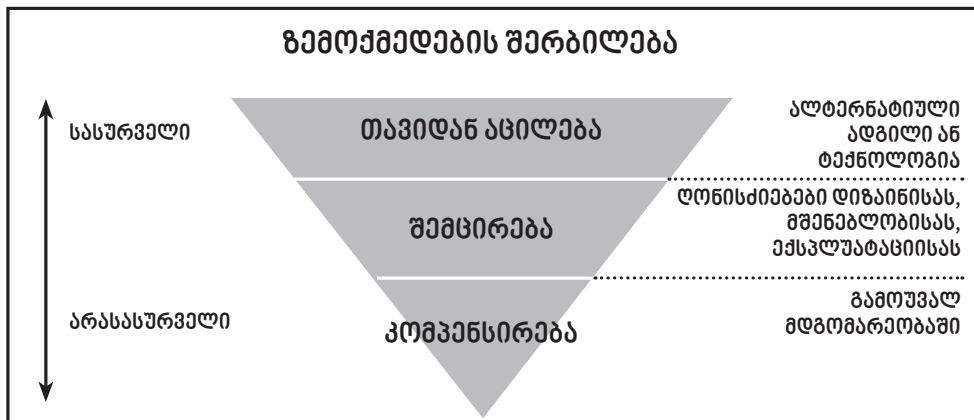 ზემოქმედების შერბილება
სასურველი
თავიდან აცილება
ალტერნატიული
ადგილი ან
ტექნოლოგია
შემცირება
ღონისძიებები დიზაინისას,
მშენებლობისას,
ექსპლუატაციისას
არასასურველი
კომპენსირება
გამოუვალ
მდგომარეობაში